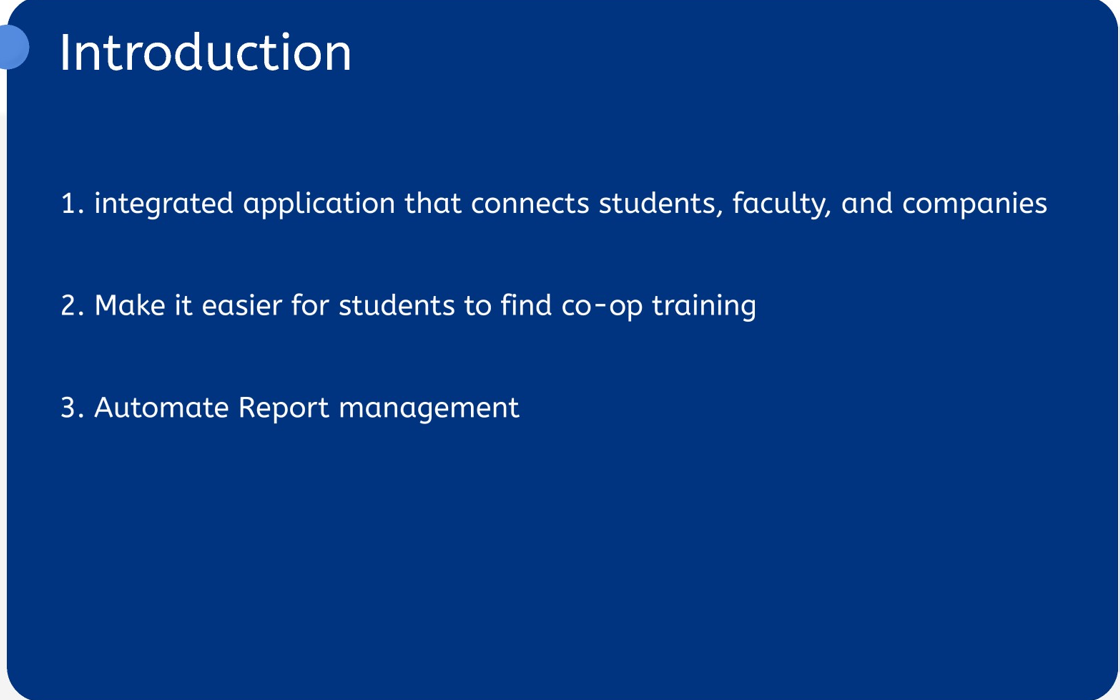 Introduction
1. integrated application that connects students, faculty, and companies
2. Make it easier for students to find co-op training
3. Automate Report management